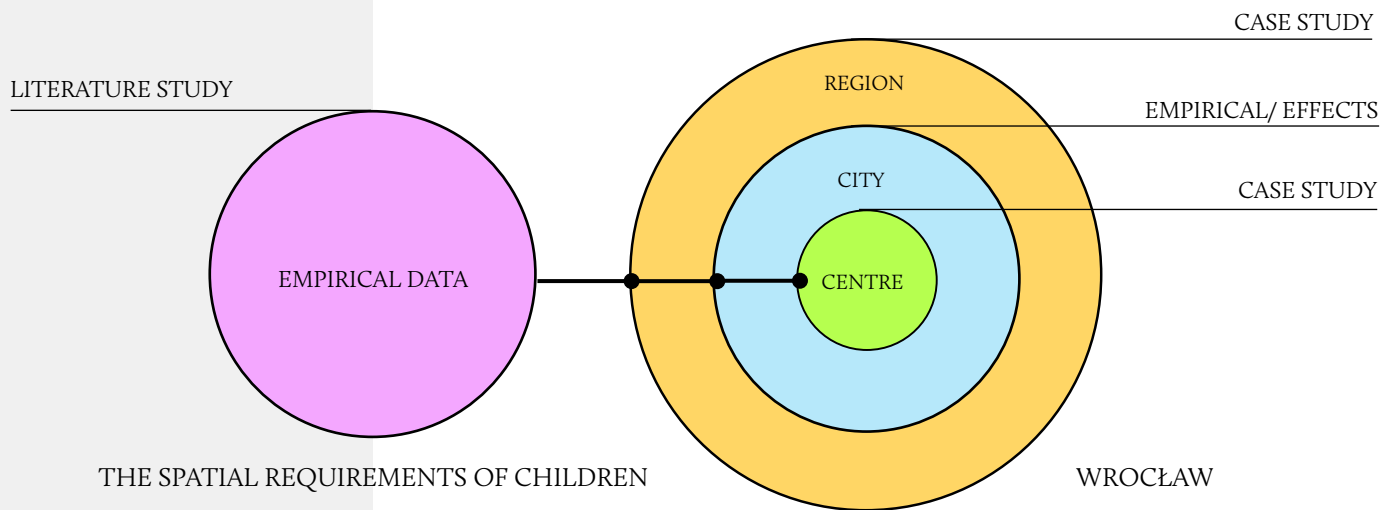 CASE STUDY
LITERATURE STUDY
REGION
EMPIRICAL/ EFFECTS
CITY
CASE STUDY
EMPIRICAL DATA
CENTRE
THE SPATIAL REQUIREMENTS OF CHILDREN
WROCŁAW